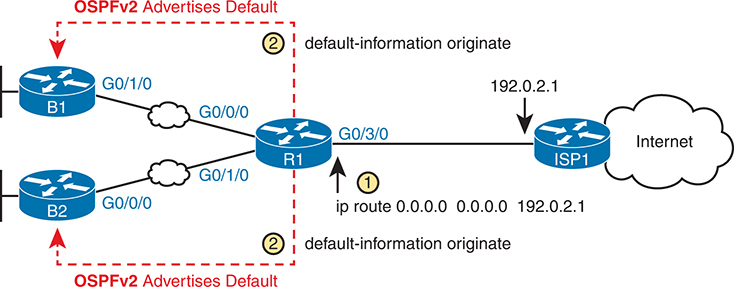 OSPFv2 Advertises Default
2 default-information originate
G0/1/0
B1
G0/0/0
192.0.2.1
G0/3/0
R1
ISP1
Internet
G0/1/0
1
B2
G0/0/0
ip route 0.0.0.0 0.0.0.0 192.0.2.1
2 default-information originate
OSPFv2 Advertises Default